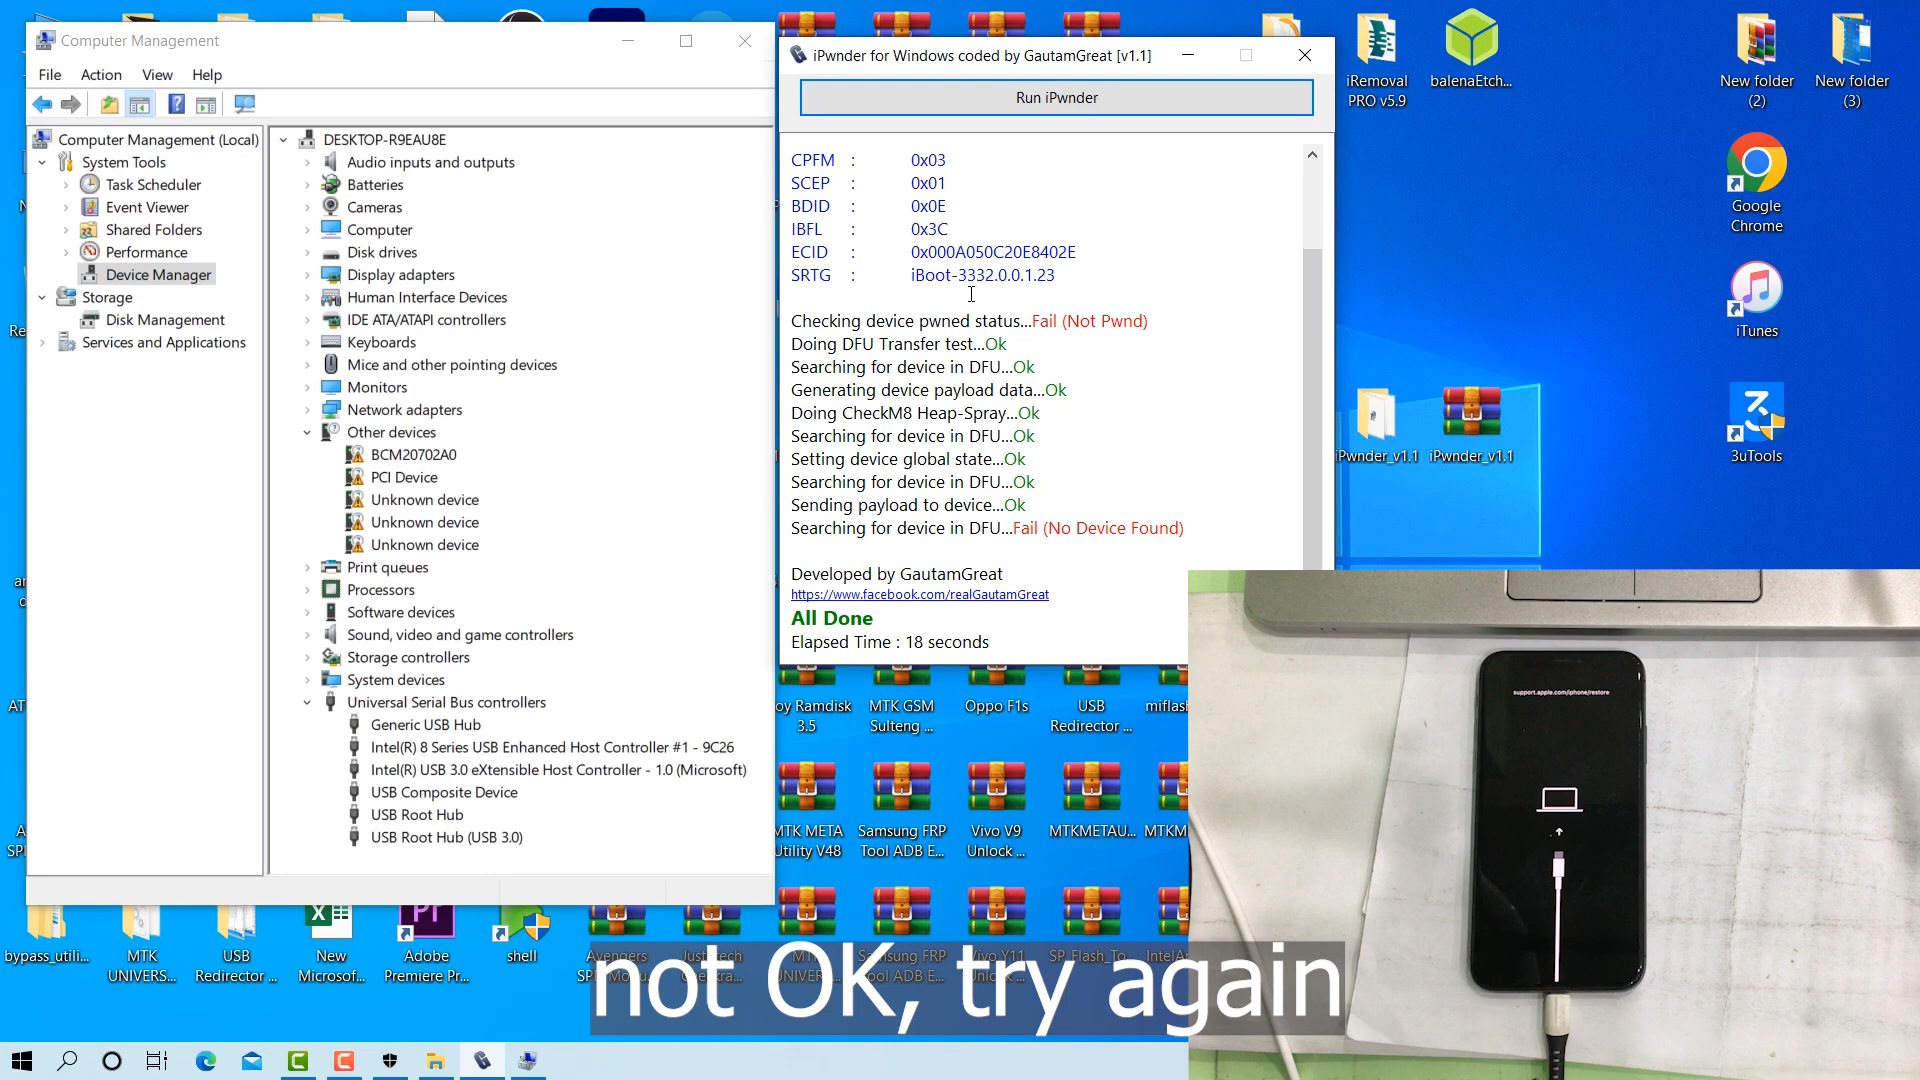 Computer Management
File Action View Help
Computer Management (Local)
System Tools
Task Scheduler
Event Viewer
Shared Folders
Performance
Device Manager
Storage
Disk Management
Services and Applications
DESKTOP-R9EAU8E
Audio inputs and outputs
Batteries
Cameras
Computer
Disk drives
Display adapters
Human Interface Devices
IDE ATA/ATAPI controllers
Keyboards
Mice and other pointing devices
Monitors
Network adapters
Other devices
BCM20702A0
PCI Device
Unknown device
Unknown device
Unknown device
Print queues
Processors
Software devices
Sound, video and game controllers
Storage controllers
System devices
Universal Serial Bus controllers
Generic USB Hub
Intel(R) 8 Series USB Enhanced Host Controller #1 - 9C26
Intel(R) USB 3.0 eXtensible Host Controller - 1.0 (Microsoft)
USB Composite Device
USB Root Hub
USB Root Hub (USB 3.0)
iPwnder for Windows coded by GautamGreat [v1.1]
Run iPwnder
CPFM : 0x03
SCEP : 0x01
BDID : 0x0E
IBFL : 0x3C
ECID : 0x000A050C20E8402E
SRTG : iBoot-3332.0.0.1.23
Checking device pwned status...Fail (Not Pwnd)
Doing DFU Transfer test...Ok
Searching for device in DFU...Ok
Generating device payload data...Ok
Doing CheckM8 Heap-Spray...Ok
Searching for device in DFU...Ok
Setting device global state...Ok
Searching for device in DFU...Ok
Sending payload to device...Ok
Searching for device in DFU...Fail (No Device Found)
Developed by GautamGreat
https://www.facebook.com/realGautamGreat
All Done
Elapsed Time : 18 seconds
iRemoval
PRO v5.9
balenaEtch...
New folder
(2)
New folder
(3)
Google
Chrome
iTunes
iPwnder_v1.1
iPwnder_v1.1
3uTools
oy Ramdisk
3.5
MTK GSM
Sulteng ...
Oppo F1s
USB
Redirector ...
miflash
MTK META
Utility V48
Samsung FRP
Tool ADB E...
Vivo V9
Unlock ...
MTKMETAU...
MTKM
bypass_utili...
MTK
UNIVERS...
USB
Redirector ...
New
Microsof...
Adobe
Premiere Pr...
shell
support.apple.com/iphone/restore
not OK, try again